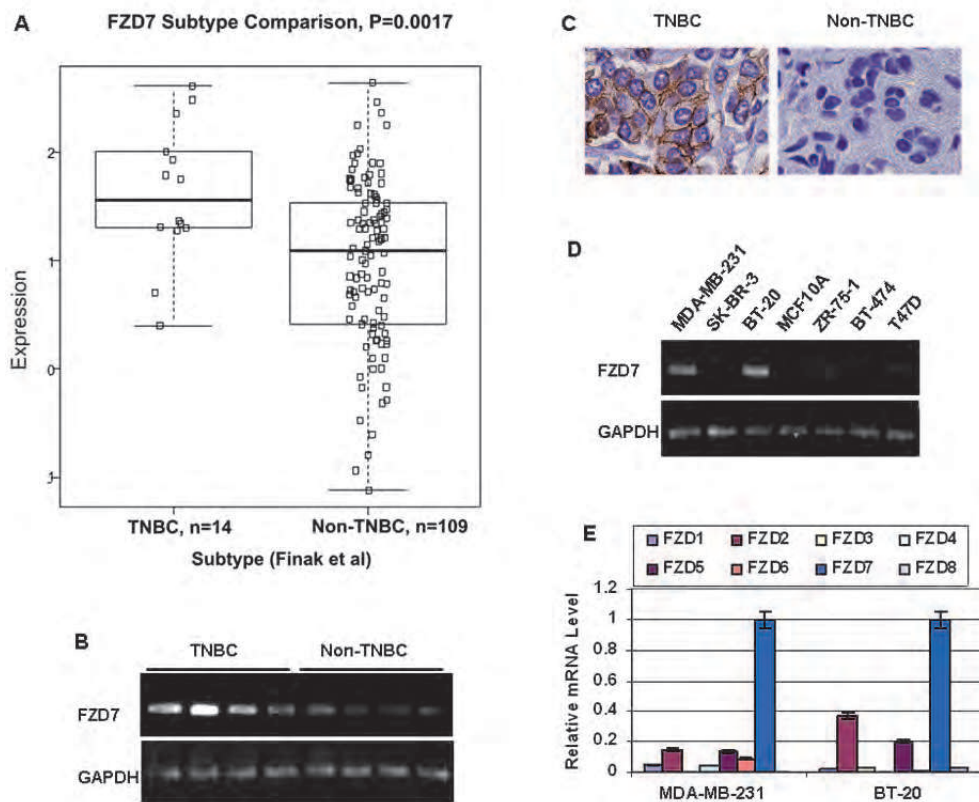 A
FZD7 Subtype Comparison, P=0.0017
Expression
2
1
0
1
TNBC, n=14
Non-TNBC, n=109
Subtype (Finak et al)
B
TNBC
Non-TNBC
FZD7
GAPDH
C
TNBC
Non-TNBC
D
MDA-MB-231
SK-BR-3
BT-20
MCF10A
ZR-75-1
BT-474
T47D
FZD7
GAPDH
E
FZD1 FZD2 FZD3 FZD4
FZD5 FZD6 FZD7 FZD8
Relative mRNA Level
1.2
1
0.8
0.6
0.4
0.2
0
MDA-MB-231
BT-20